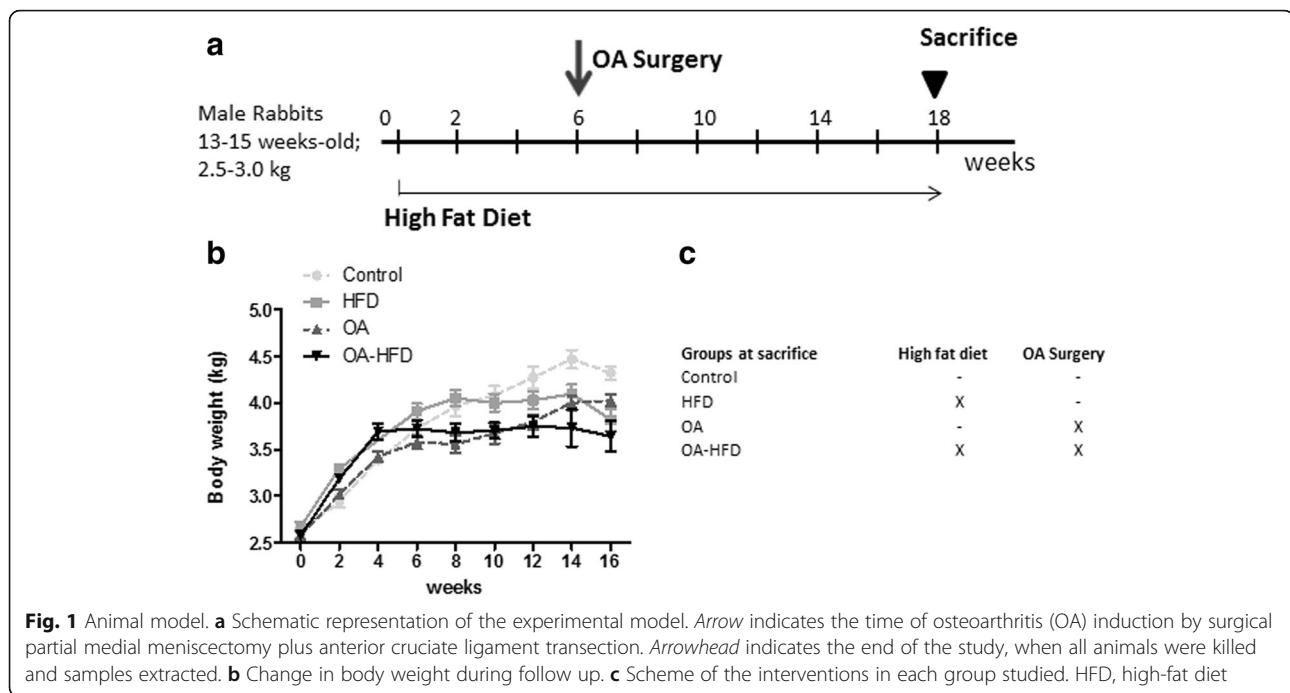 a
Sacrifice
OA Surgery
Male Rabbits
13-15 weeks-old;
2.5-3.0 kg
0 2 6 10 14 18
weeks
High Fat Diet
b
Control
HFD
OA
OA-HFD
Body weight (kg)
5.0
4.5
4.0
3.5
3.0
2.5
0 2 4 6 8 10 12 14 16
weeks
c
Groups at sacrifice High fat diet OA Surgery
Control - -
HFD X -
OA - X
OA-HFD X X
Fig. 1 Animal model. a Schematic representation of the experimental model. Arrow indicates the time of osteoarthritis (OA) induction by surgical
partial medial meniscectomy plus anterior cruciate ligament transection. Arrowhead indicates the end of the study, when all animals were killed
and samples extracted. b Change in body weight during follow up. c Scheme of the interventions in each group studied. HFD, high-fat diet